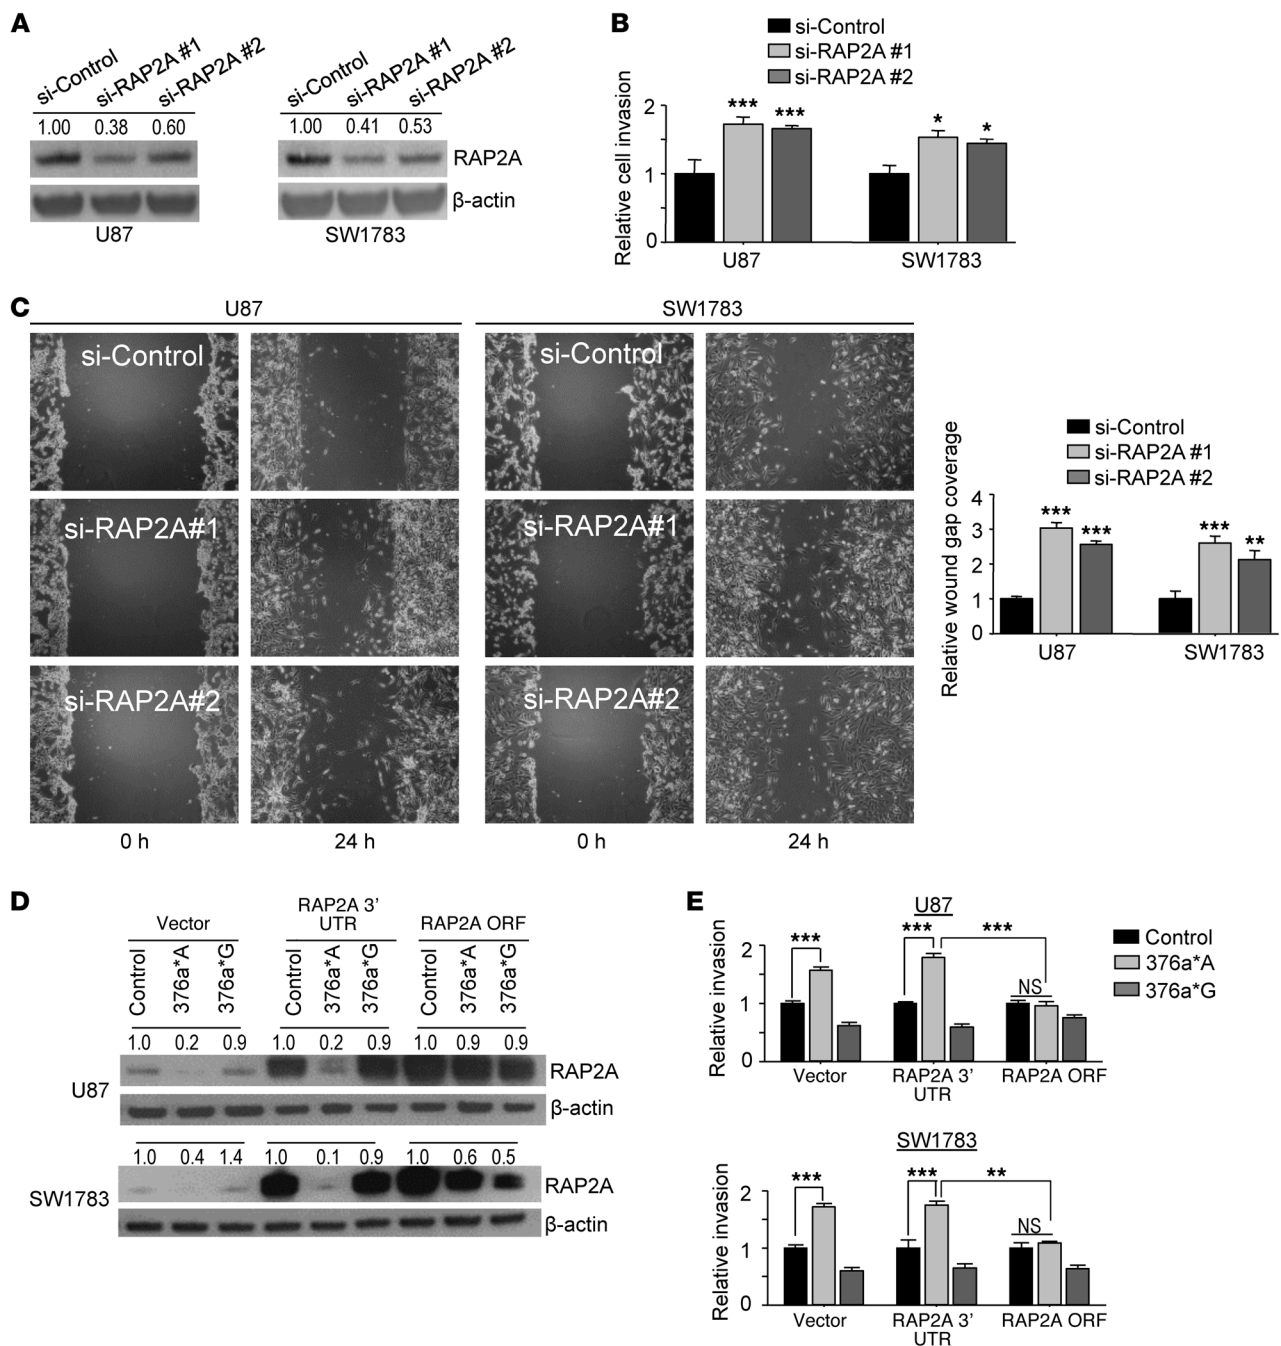 A
si-Control
si-RAP2A #1
si-RAP2A #2
1.00 0.38 0.60
U87
si-Control
si-RAP2A #1
si-RAP2A #2
1.00 0.41 0.53
RAP2A
β-actin
SW1783
B
si-Control
si-RAP2A #1
si-RAP2A #2
Relative cell invasion
2
1
0
*** ***
* *
U87 SW1783
C
U87 SW1783
si-Control si-Control
si-RAP2A#1 si-RAP2A#1
si-RAP2A#2 si-RAP2A#2
0 h 24 h 0 h 24 h
si-Control
si-RAP2A #1
si-RAP2A #2
Relative wound gap coverage
4
3
2
1
0
*** ***
*** **
U87 SW1783
D
Vector
RAP2A 3’
UTR
RAP2A ORF
Control 376a*A 376a*G Control 376a*A 376a*G Control 376a*A 376a*G
1.0 0.2 0.9 1.0 0.2 0.9 1.0 0.9 0.9
U87
RAP2A
β-actin
1.0 0.4 1.4 1.0 0.1 0.9 1.0 0.6 0.5
SW1783
RAP2A
β-actin
E
U87
Control
376a*A
376a*G
Relative invasion
2
1
0
*** *** *** NS
Vector
RAP2A 3’
UTR
RAP2A ORF
SW1783
Relative invasion
2
1
0
*** *** ** NS
Vector
RAP2A 3’
UTR
RAP2A ORF